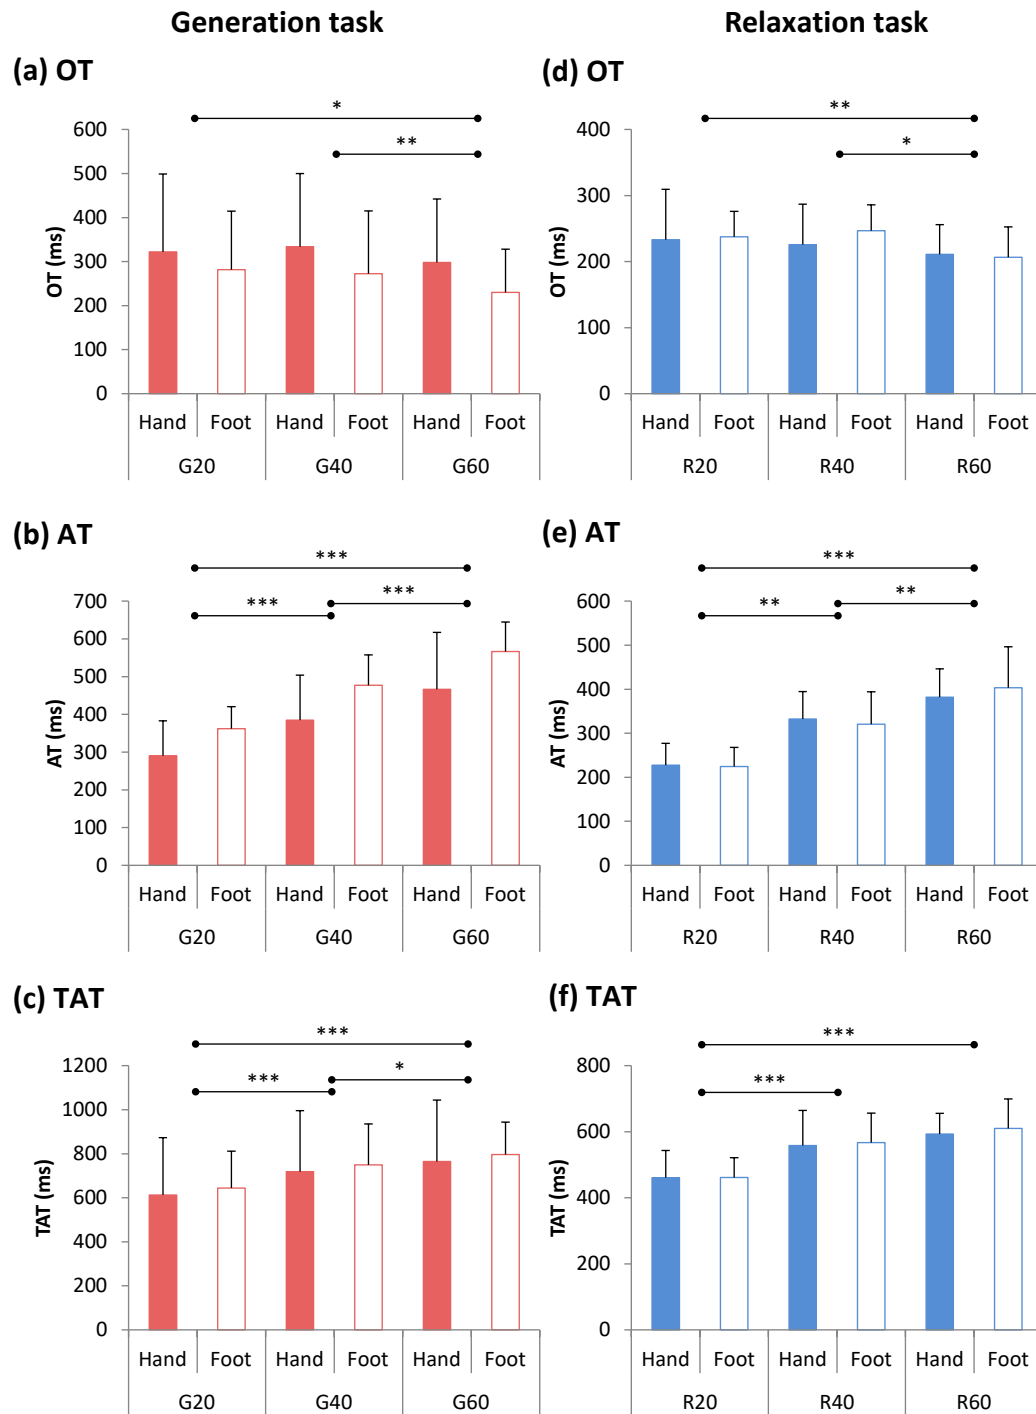 Generation task
(a) OT
*
**
600
500
400
300
200
100
0
OT (ms)
Hand Foot Hand Foot Hand Foot
G20 G40 G60
(b) AT
***
*** ***
700
600
500
400
300
200
100
0
AT (ms)
Hand Foot Hand Foot Hand Foot
G20 G40 G60
(c) TAT
***
*** *
1200
1000
800
600
400
200
0
TAT (ms)
Hand Foot Hand Foot Hand Foot
G20 G40 G60
Relaxation task
(d) OT
**
*
400
300
200
100
0
OT (ms)
Hand Foot Hand Foot Hand Foot
R20 R40 R60
(e) AT
***
** **
600
500
400
300
200
100
0
AT (ms)
Hand Foot Hand Foot Hand Foot
R20 R40 R60
(f) TAT
***
***
800
600
400
200
0
TAT (ms)
Hand Foot Hand Foot Hand Foot
R20 R40 R60